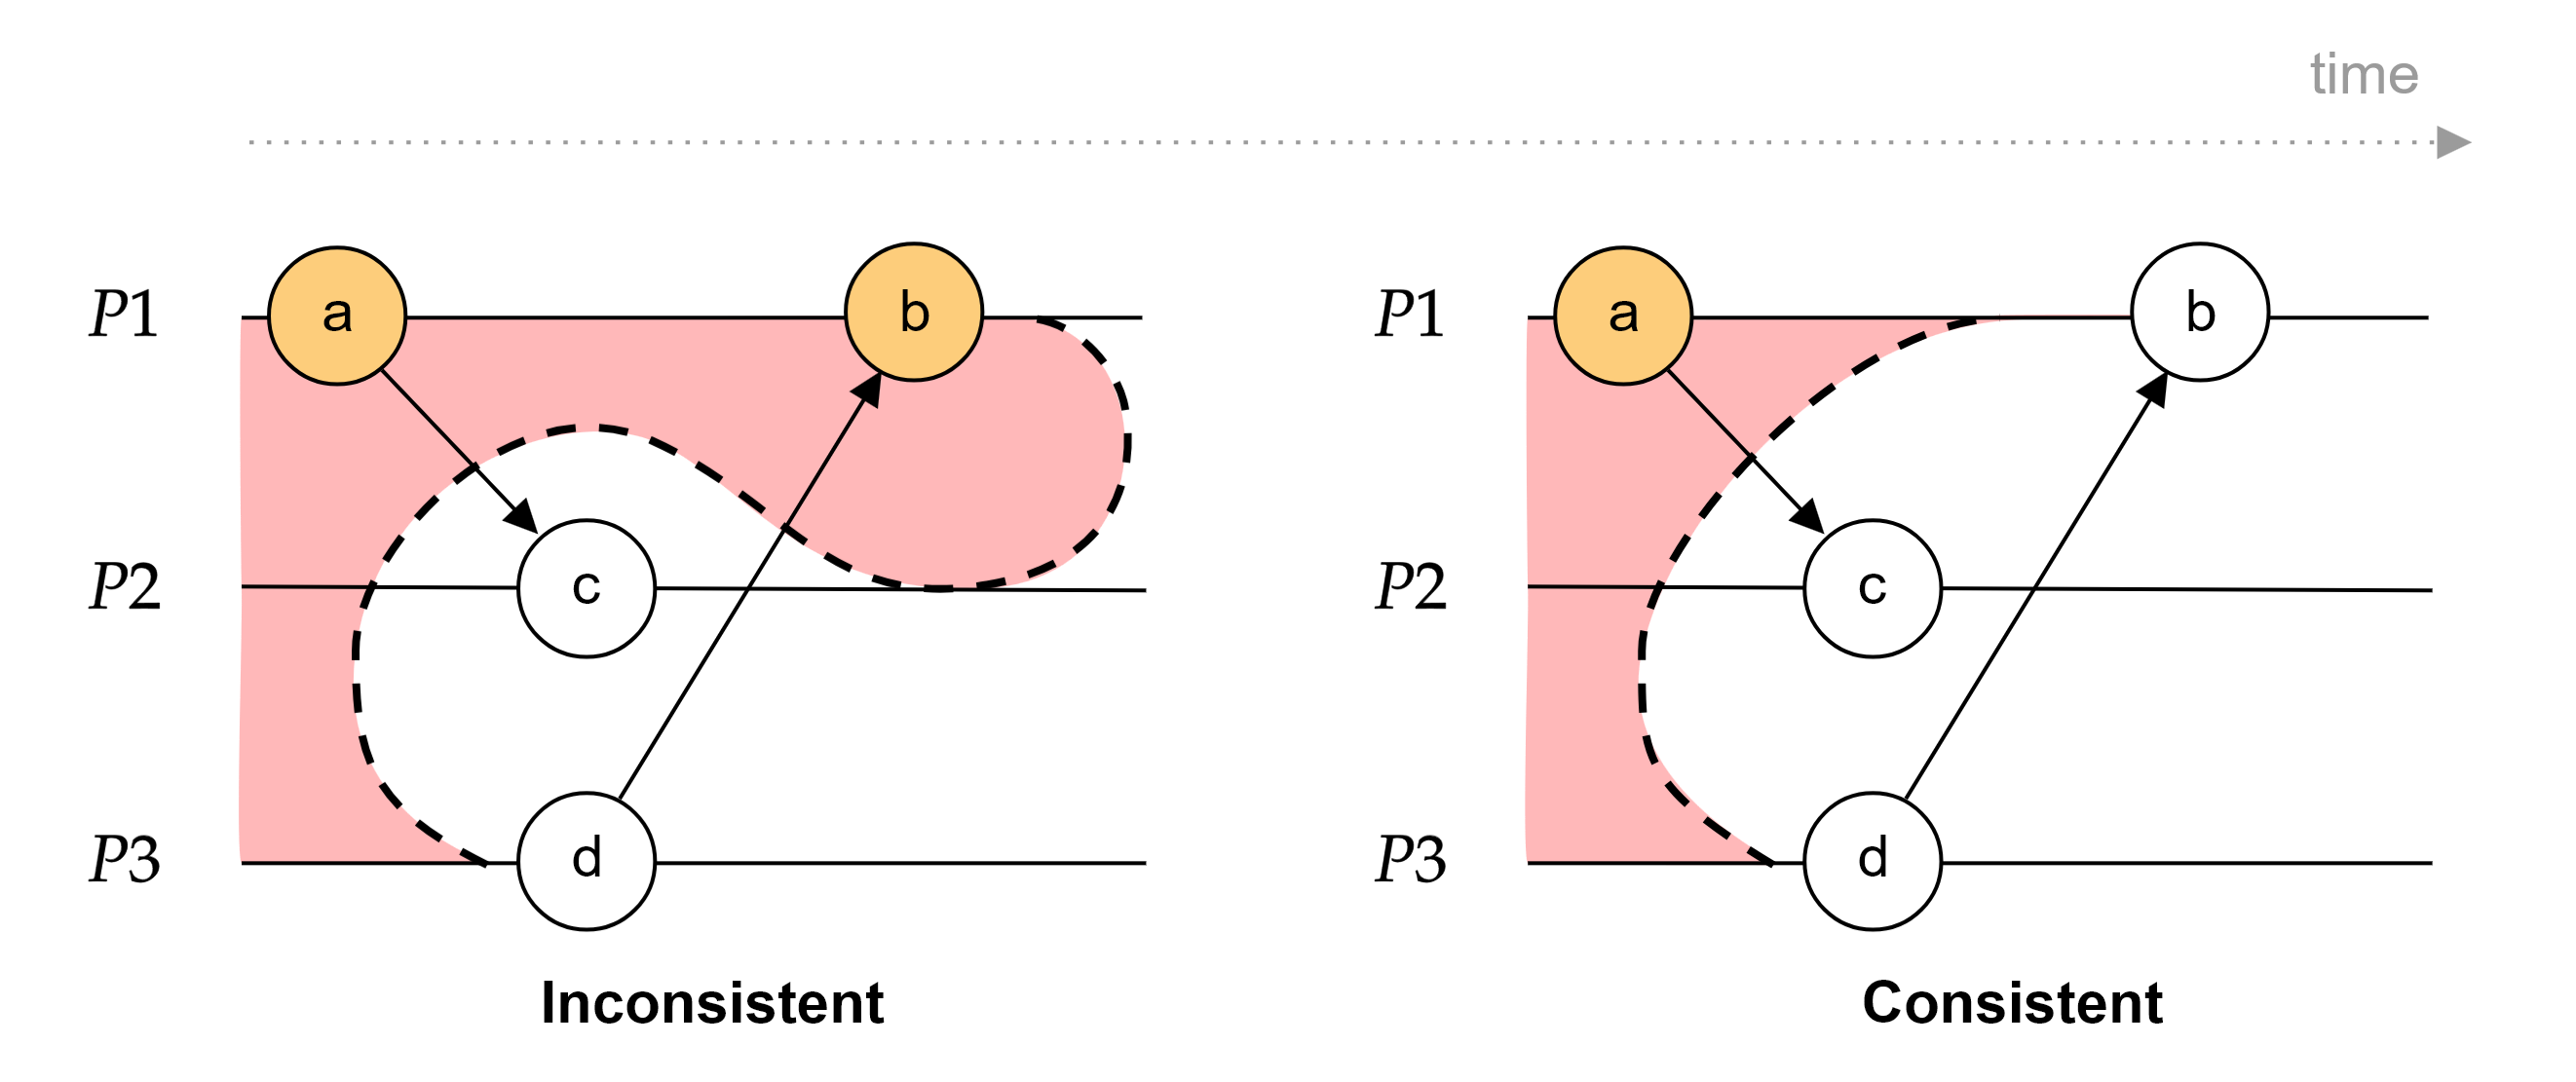 time
P1 a b P1 a b
P2 c P2 c
P3 d P3 d
Inconsistent Consistent